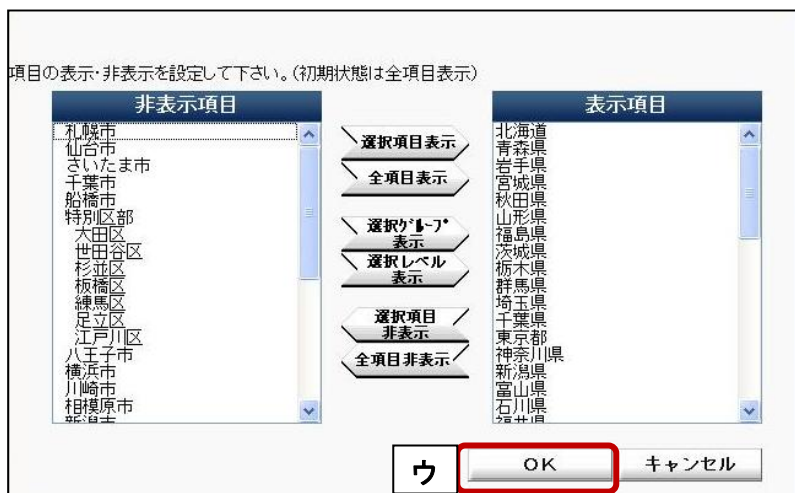 項目の表示・非表示を設定して下さい。(初期状態は全項目表示)
非表示項目
札幌市
仙台市
さいたま市
千葉市
船橋市
特別区部
大田区
世田谷区
杉並区
板橋区
練馬区
足立区
江戸川区
八王子市
横浜市
川崎市
相模原市
新潟市
選択項目表示
全項目表示
選択グループ
表示
選択レベル
表示
選択項目
非表示
全項目非表示
表示項目
北海道
青森県
岩手県
宮城県
秋田県
山形県
福島県
茨城県
栃木県
群馬県
埼玉県
千葉県
東京都
神奈川県
新潟県
富山県
石川県
福井県
ウ
OK
キャンセル